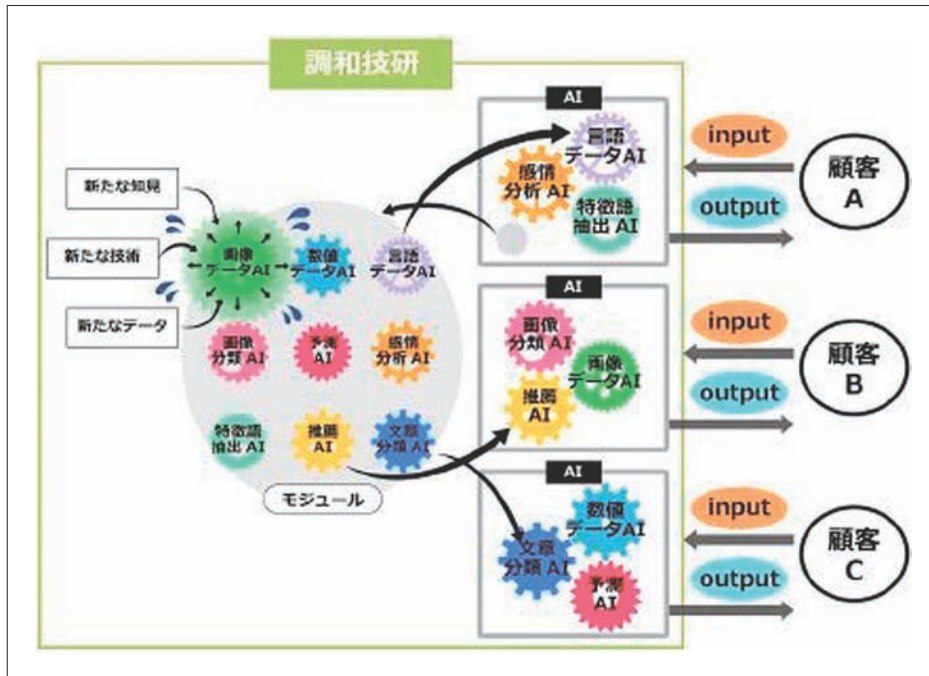 調和技研
新たな知見
新たな技術
新たなデータ
画像
データAI
数値
データAI
言語
データAI
画像
分類 AI
予測
AI
感情
分析 AI
特徴語
抽出 AI
推薦
AI
文章
分類 AI
モジュール
AI
言語
データAI
感情
分析 AI
特徴語
抽出 AI
input
output
顧客
A
AI
画像
分類 AI
画像
データAI
推薦
AI
input
output
顧客
B
AI
数値
データAI
文章
分類 AI
予測
AI
input
output
顧客
C